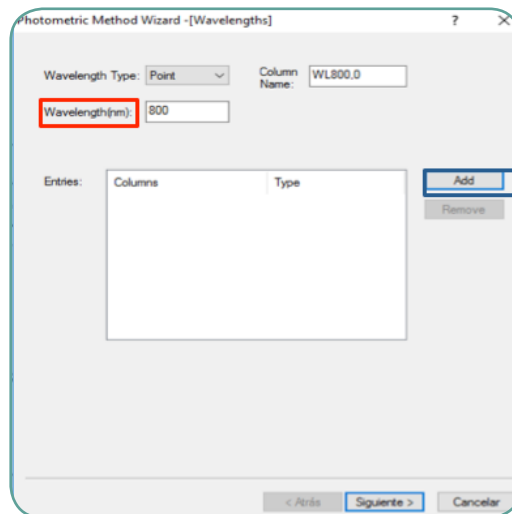 Photometric Method Wizard -[Wavelengths] ? X
Wavelength Type: Point Column Name: WL800,0
Wavelength(nm): 800
Entries: Columns Type Add
Remove
< Atrás Siguiente > Cancelar